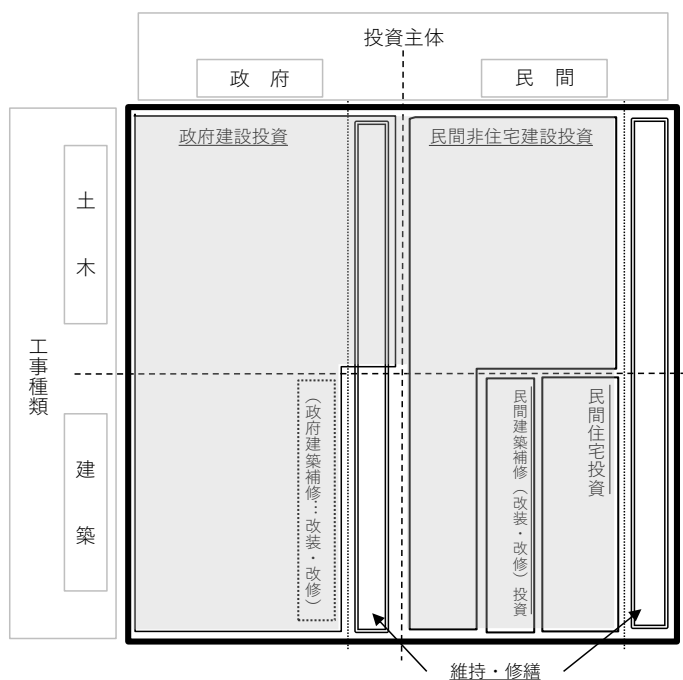 投資主体
政 府
民 間
政府建設投資
民間非住宅建設投資
工事種類
土 木
建 築
（政府建築補修…改装・改修）
民間建築補修（改装・改修）投資
民間住宅投資
維持・修繕